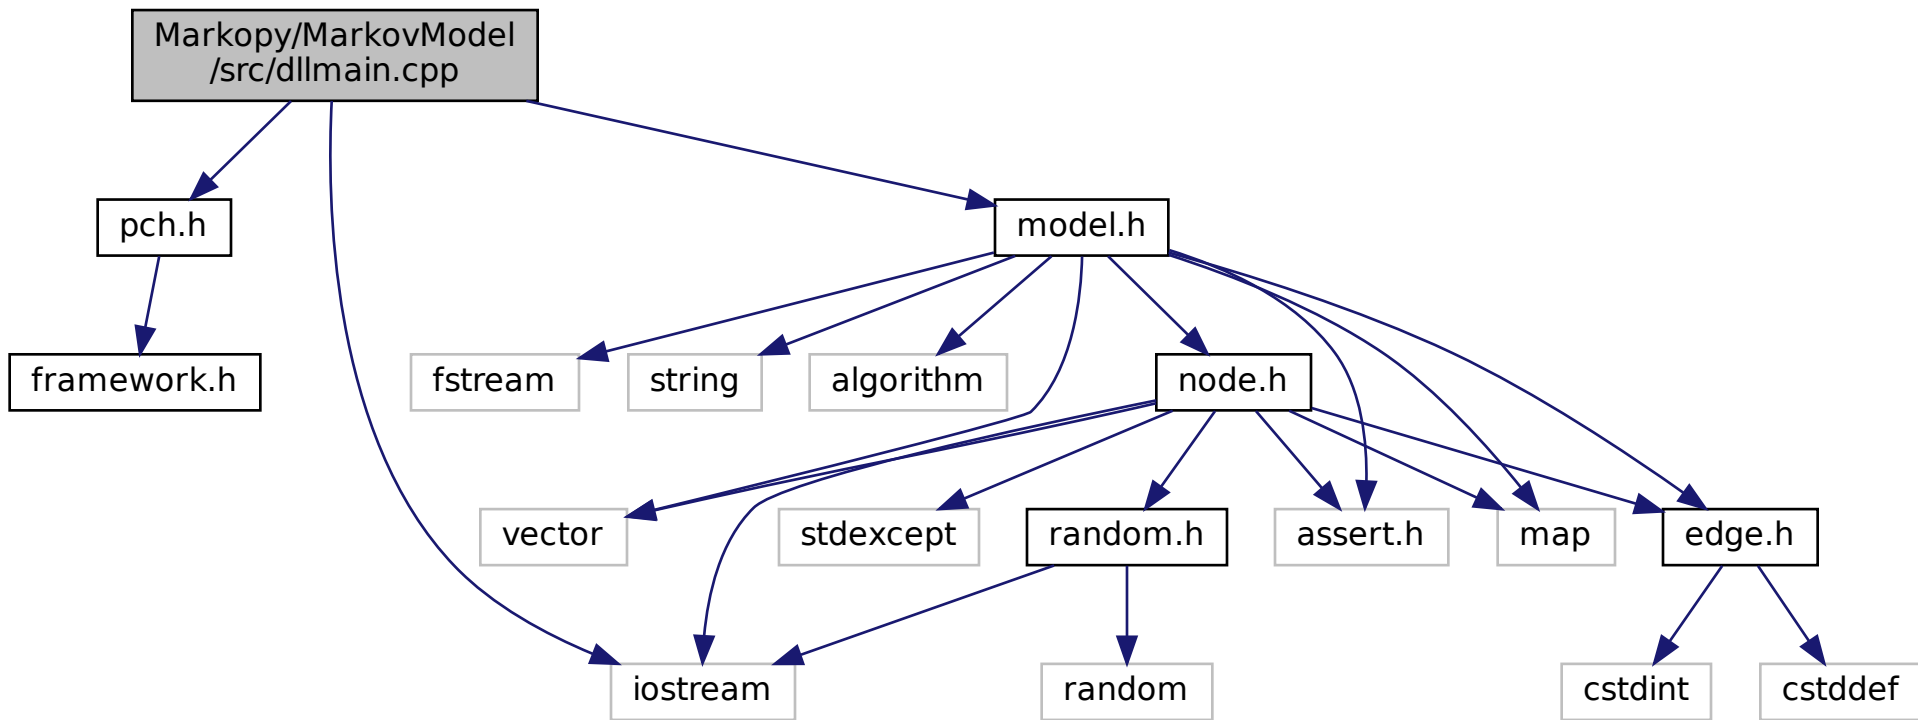 Markopy/MarkovModel
/src/dllmain.cpp
pch.h
model.h
framework.h
fstream
string
algorithm
node.h
vector
stdexcept
random.h
assert.h
map
edge.h
iostream
random
cstdint
cstddef